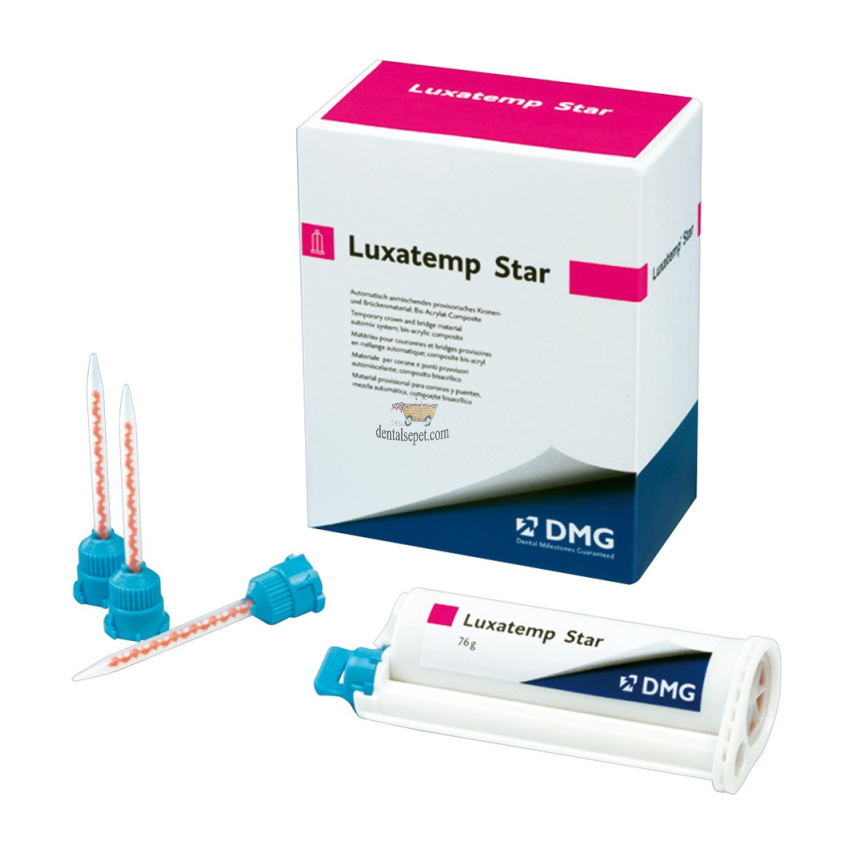 Luxatemp Star
Luxatemp Star
Luxatemp Star
Automatisch anmischendes provisorisches Kronen-
und Brückenmaterial, Bis-Acrylat-Composite
Temporary crown and bridge material
automix system, bis-acrylic composite
Matériau pour couronnes et bridges provisoires
en mélange automatique; composite bis-acryl
Materiale per corone e ponti provvisori
automiscelante, composito bisacrilico
Material provisional para coronas y puentes,
mezcla automática, composite bisacrílico
dentalsepet.com
DMG
Dental Milestones Guaranteed
Luxatemp Star
76 g
DMG